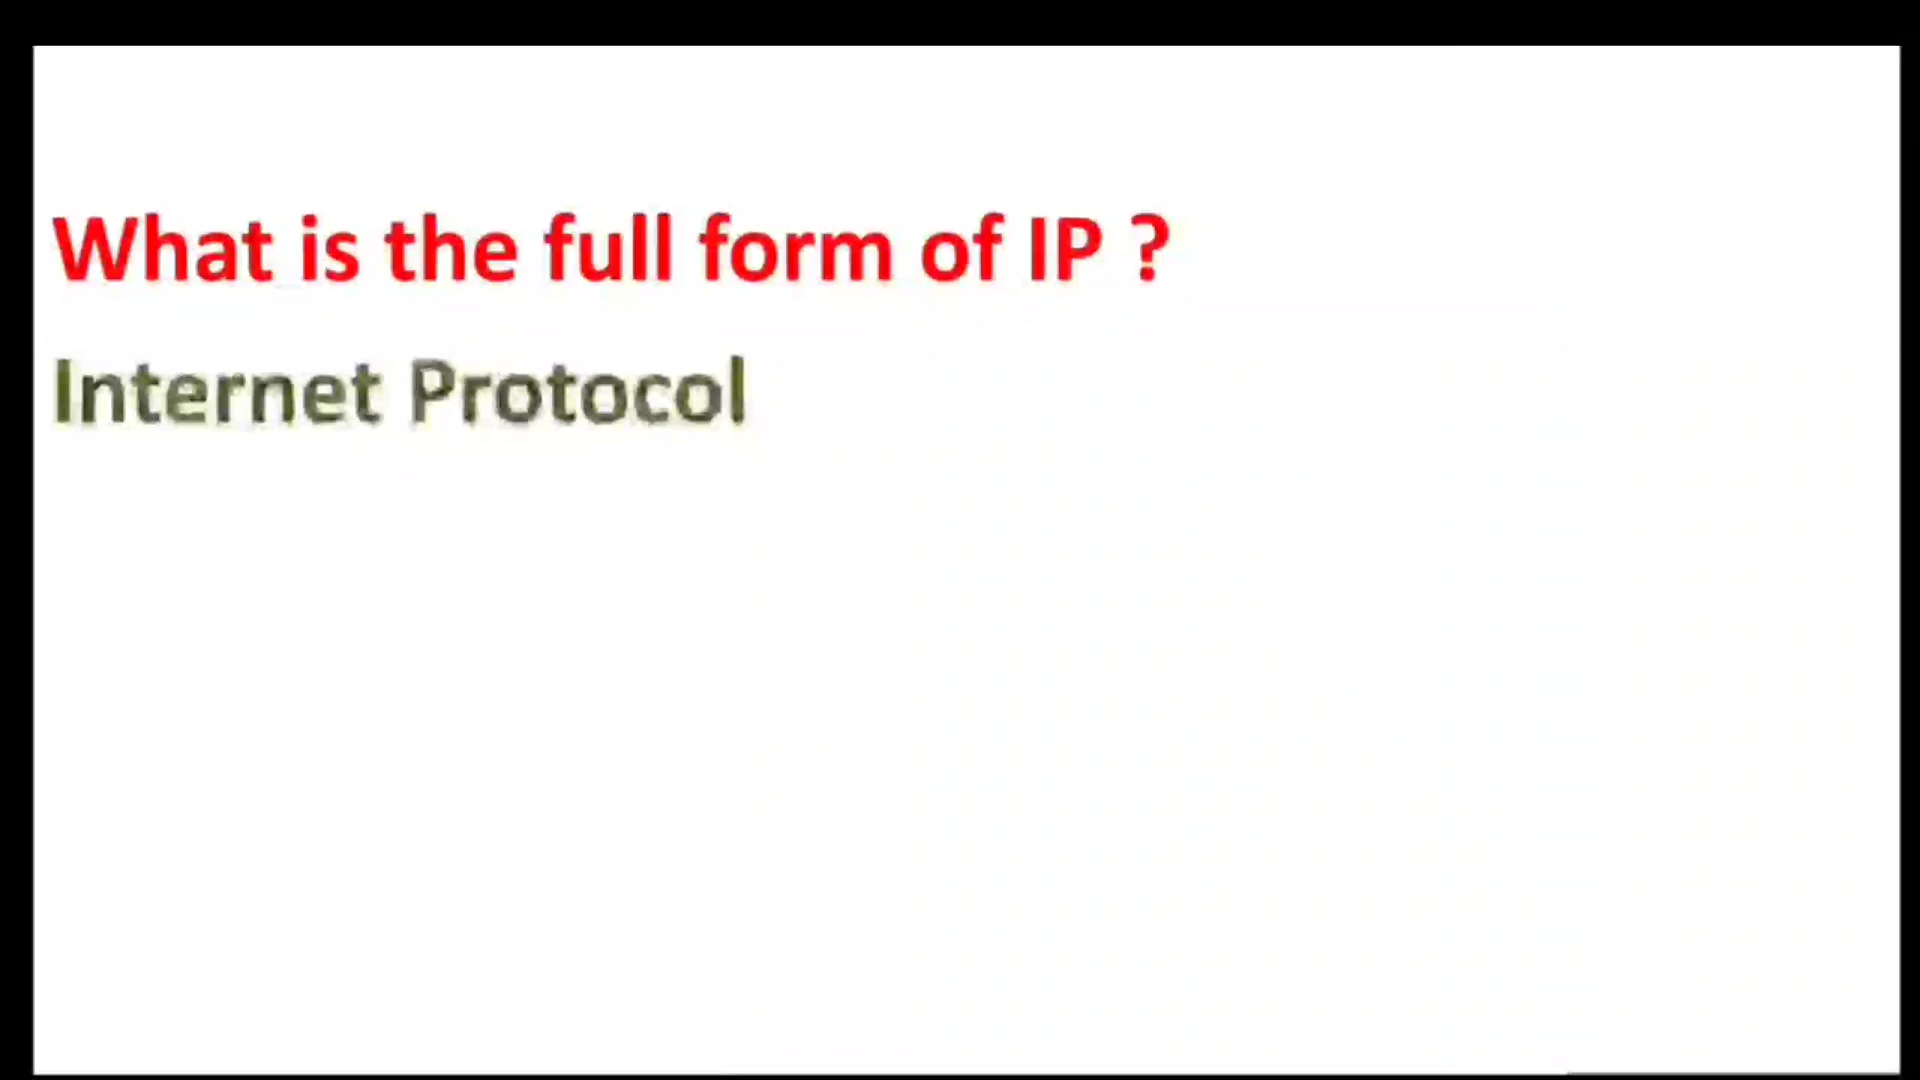 What is the full form of IP ?
Internet Protocol